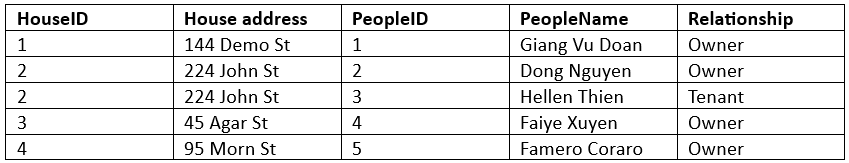 HouseID House address PeopleID PeopleName Relationship
1 144 Demo St 1 Giang Vu Doan Owner
2 224 John St 2 Dong Nguyen Owner
2 224 John St 3 Hellen Thien Tenant
3 45 Agar St 4 Faiye Xuyen Owner
4 95 Morn St 5 Famero Coraro Owner